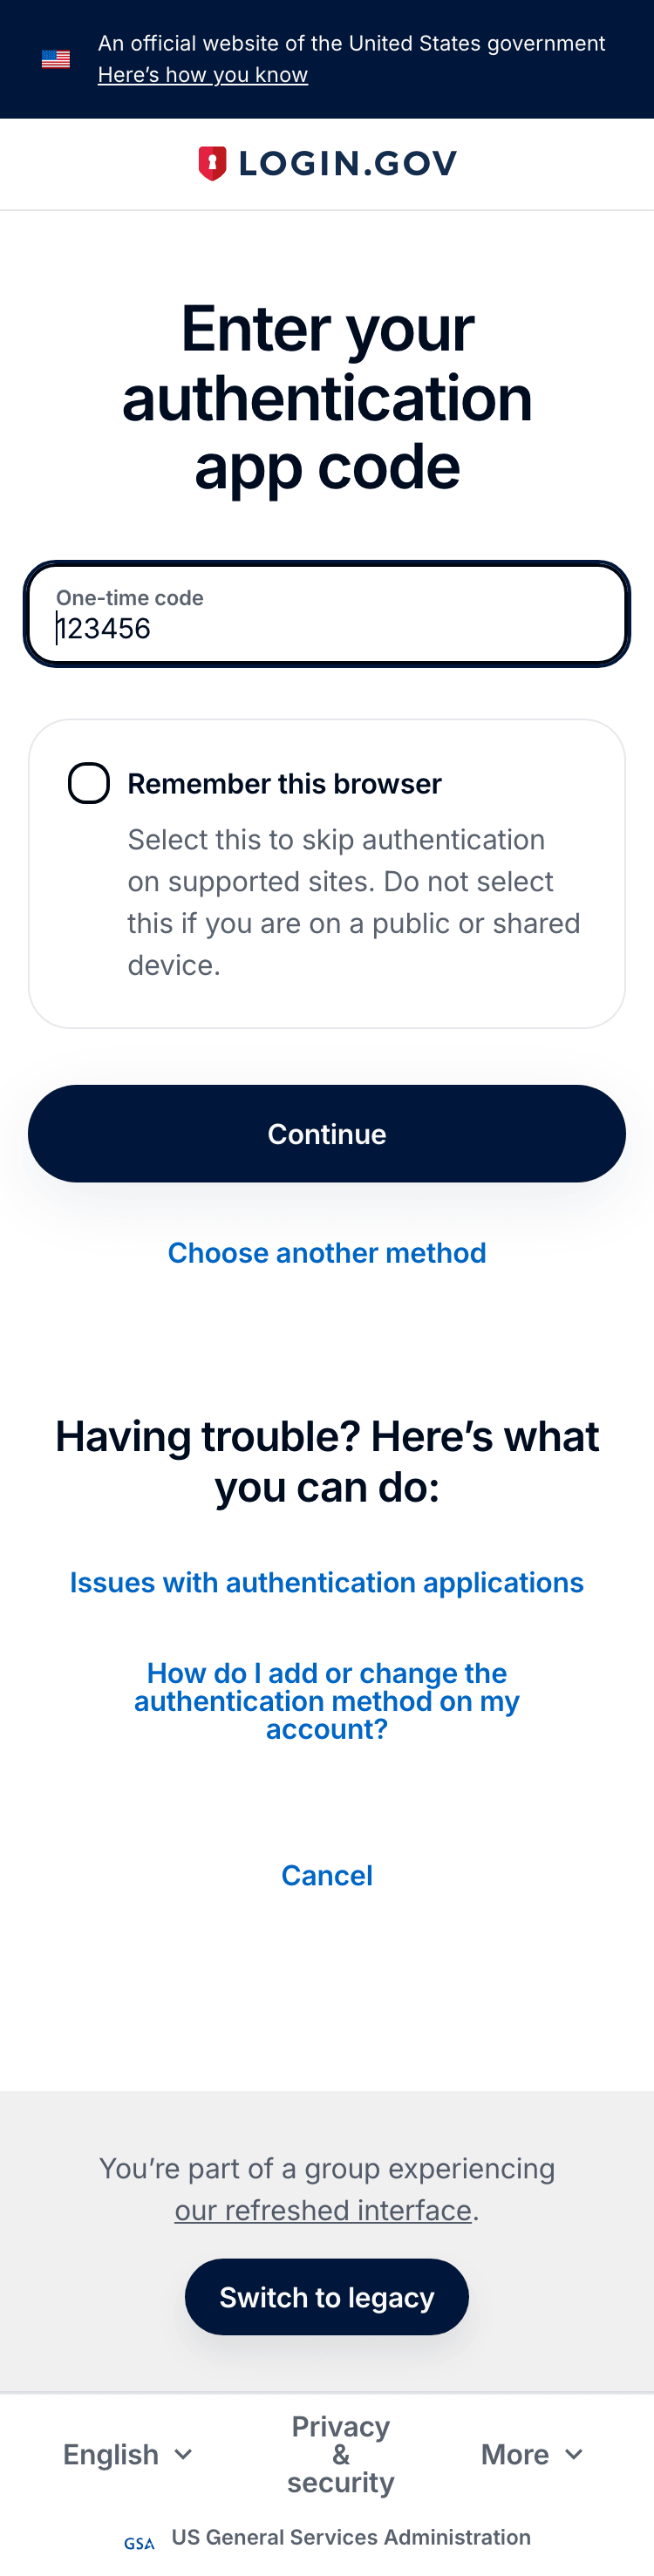 An official website of the United States government
Here’s how you know
LOGIN.GOV
Enter your
authentication
app code
One-time code
123456
Remember this browser
Select this to skip authentication
on supported sites. Do not select
this if you are on a public or shared
device.
Continue
Choose another method
Having trouble? Here’s what
you can do:
Issues with authentication applications
How do I add or change the
authentication method on my
account?
Cancel
You’re part of a group experiencing
our refreshed interface.
Switch to legacy
English
Privacy
&
security
More
GSA US General Services Administration